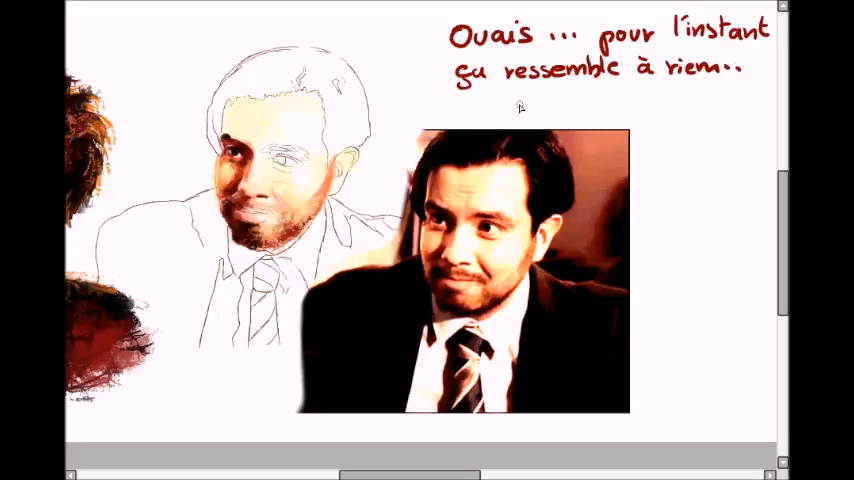 Ouais ... pour l'instant
ça ressemble à rien..